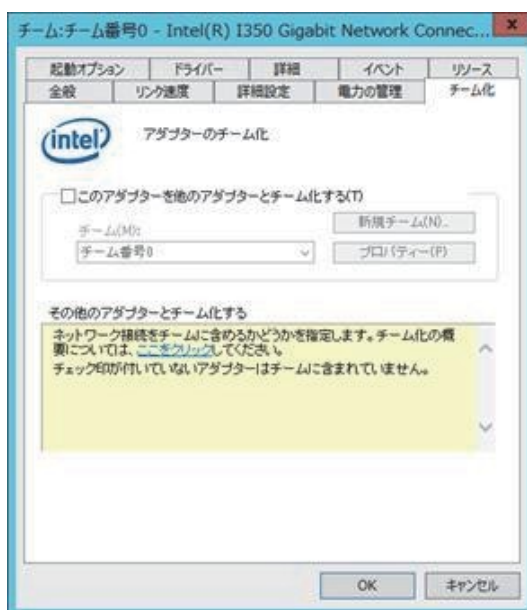 チーム:チーム番号0 - Intel(R) I350 Gigabit Network Connec...
起動オプション ドライバー 詳細 イベント リソース
全般 リンク速度 詳細設定 電力の管理 チーム化
intel アダプターのチーム化
このアダプターを他のアダプターとチーム化する(T)
チーム(M):
新規チーム(N)...
チーム番号0
プロパティー(P)
その他のアダプターとチーム化する
ネットワーク接続をチームに含めるかどうかを指定します。チーム化の概
要については、ここをクリックしてください。
チェック印が付いていないアダプターはチームに含まれていません。
OK キャンセル